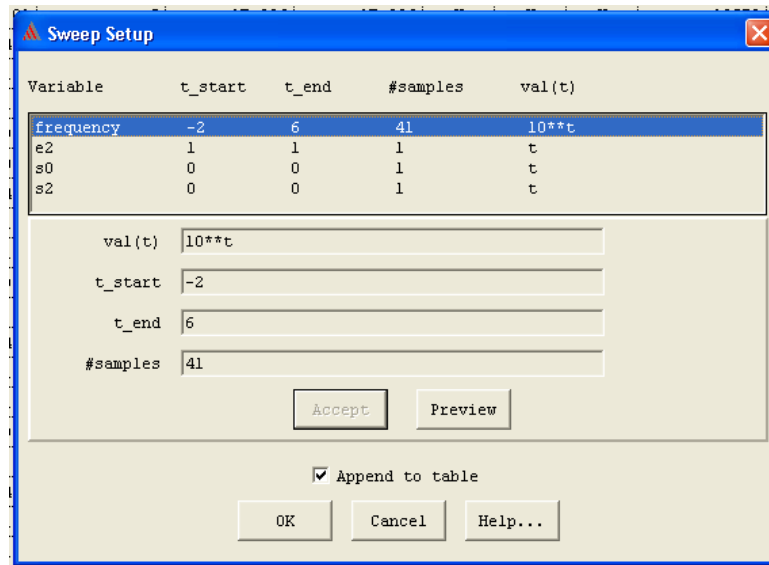 Sweep Setup
Variable t_start t_end #samples val(t)
frequency -2 6 41 10**t
e2 1 1 1 t
s0 0 0 1 t
s2 0 0 1 t
val(t) 10**t
t_start -2
t_end 6
#samples 41
Accept Preview
Append to table
OK Cancel Help...